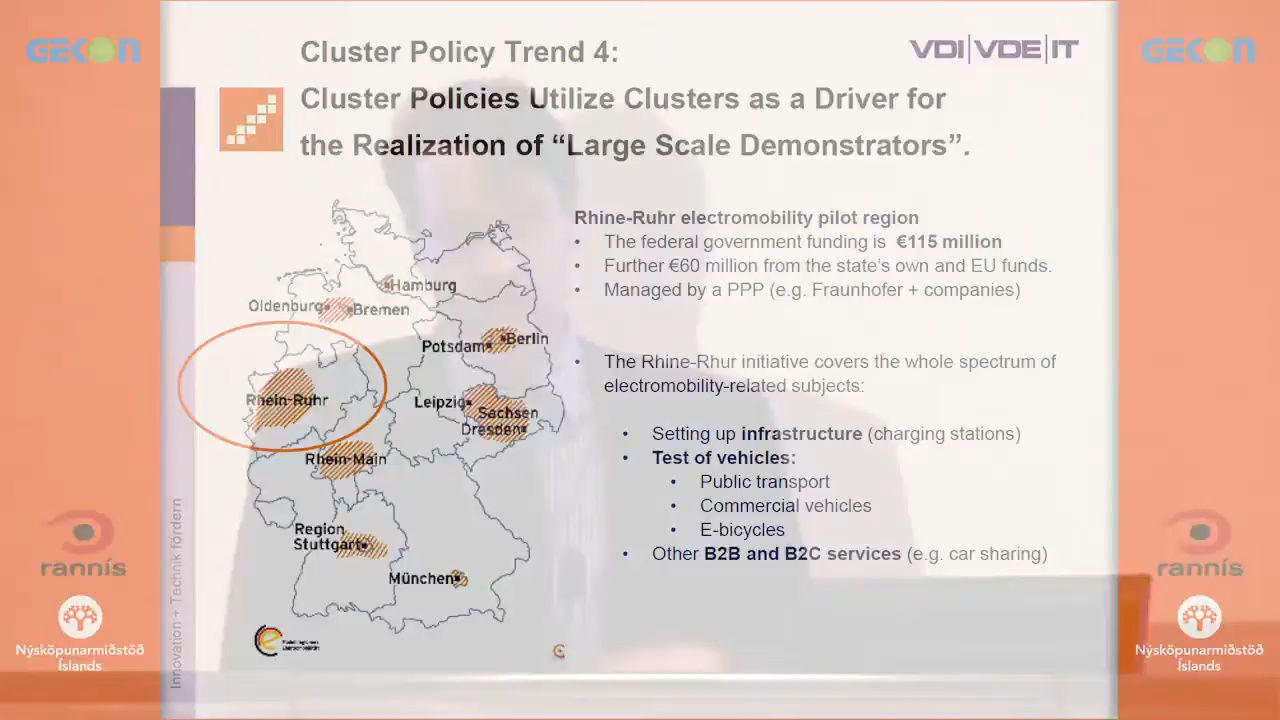 GEKON
Cluster Policy Trend 4:
VDI|VDE|IT
GEKON
Cluster Policies Utilize Clusters as a Driver for
the Realization of “Large Scale Demonstrators”.
Rhine-Ruhr electromobility pilot region
• The federal government funding is €115 million
• Further €60 million from the state’s own and EU funds.
• Managed by a PPP (e.g. Fraunhofer + companies)
• The Rhine-Rhur initiative covers the whole spectrum of
electromobility-related subjects:
• Setting up infrastructure (charging stations)
• Test of vehicles:
• Public transport
• Commercial vehicles
• E-bicycles
• Other B2B and B2C services (e.g. car sharing)
Hamburg
Oldenburg
Bremen
Potsdam
Berlin
Rhein-Ruhr
Leipzig
Sachsen
Dresden
Rhein-Main
Region
Stuttgart
München
Innovation + Technik fördern
rannís
Nýsköpunarmiðstöð
Íslands
rannís
Nýsköpunarmiðstöð
Íslands